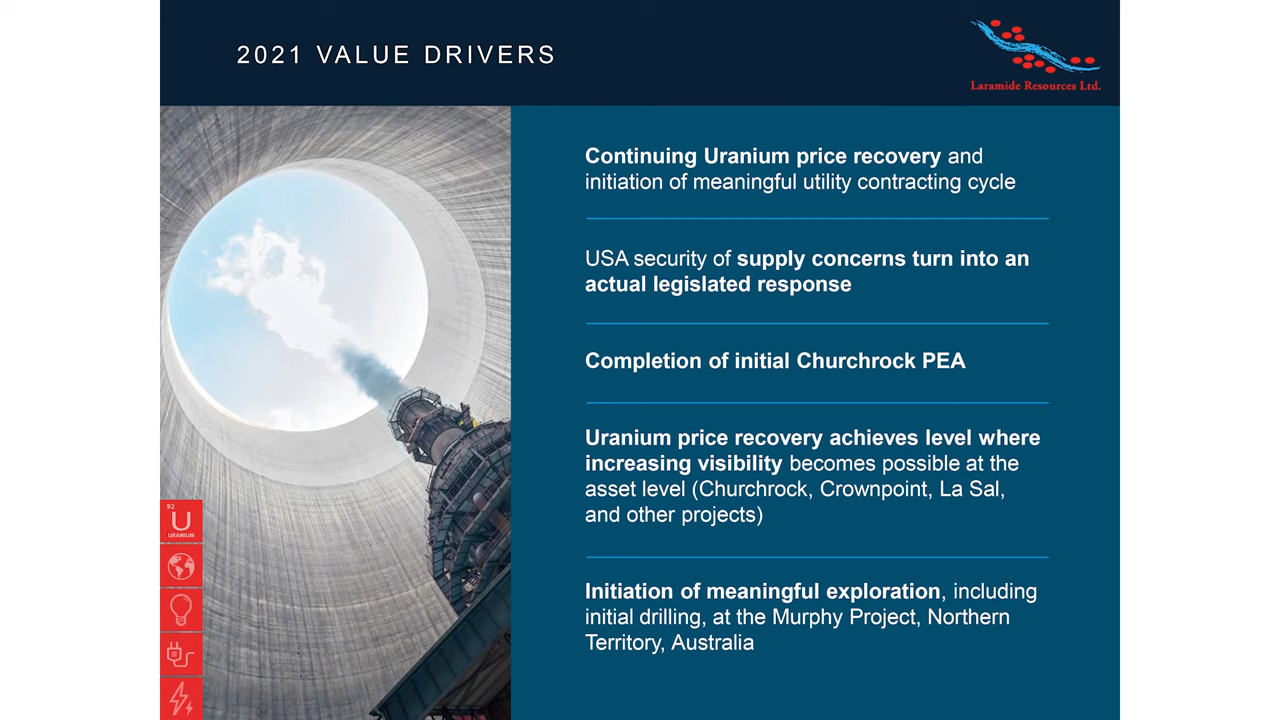 2021 VALUE DRIVERS
Laramide Resources Ltd.
Continuing Uranium price recovery and
initiation of meaningful utility contracting cycle
USA security of supply concerns turn into an
actual legislated response
Completion of initial Churchrock PEA
Uranium price recovery achieves level where
increasing visibility becomes possible at the
asset level (Churchrock, Crownpoint, La Sal,
and other projects)
Initiation of meaningful exploration, including
initial drilling, at the Murphy Project, Northern
Territory, Australia
92
U
URANIUM